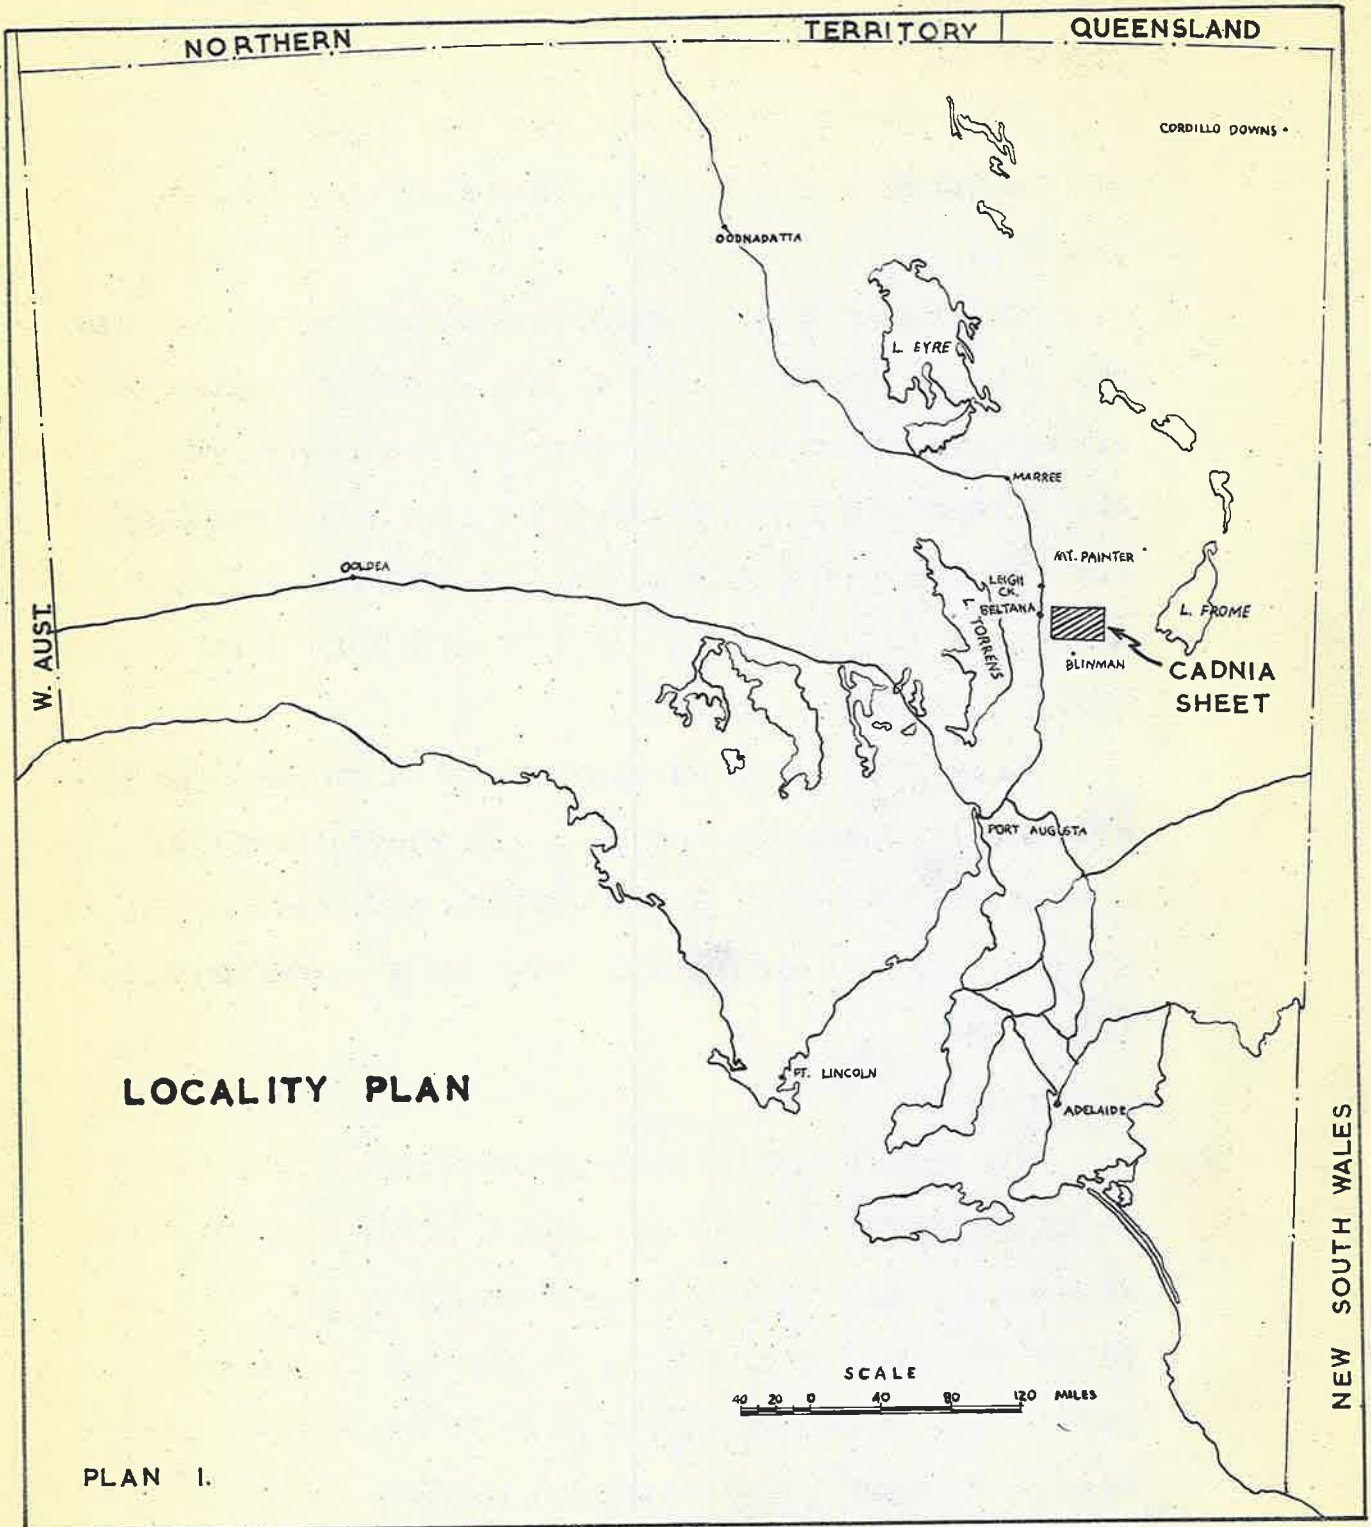 NORTHERN TERRITORY QUEENSLAND
CORDILLO DOWNS
OODNADATTA
L. EYRE
MARREE
MT. PAINTER
OOLDEA
LEIGH
CK.
BELTANA
L. FROME
L TORRENS
W. AUST.
BLINMAN
CADNIA
SHEET
PORT AUGUSTA
PT. LINCOLN
LOCALITY PLAN
ADELAIDE
NEW SOUTH WALES
SCALE
40 20 0 40 80 120 MILES
PLAN 1.